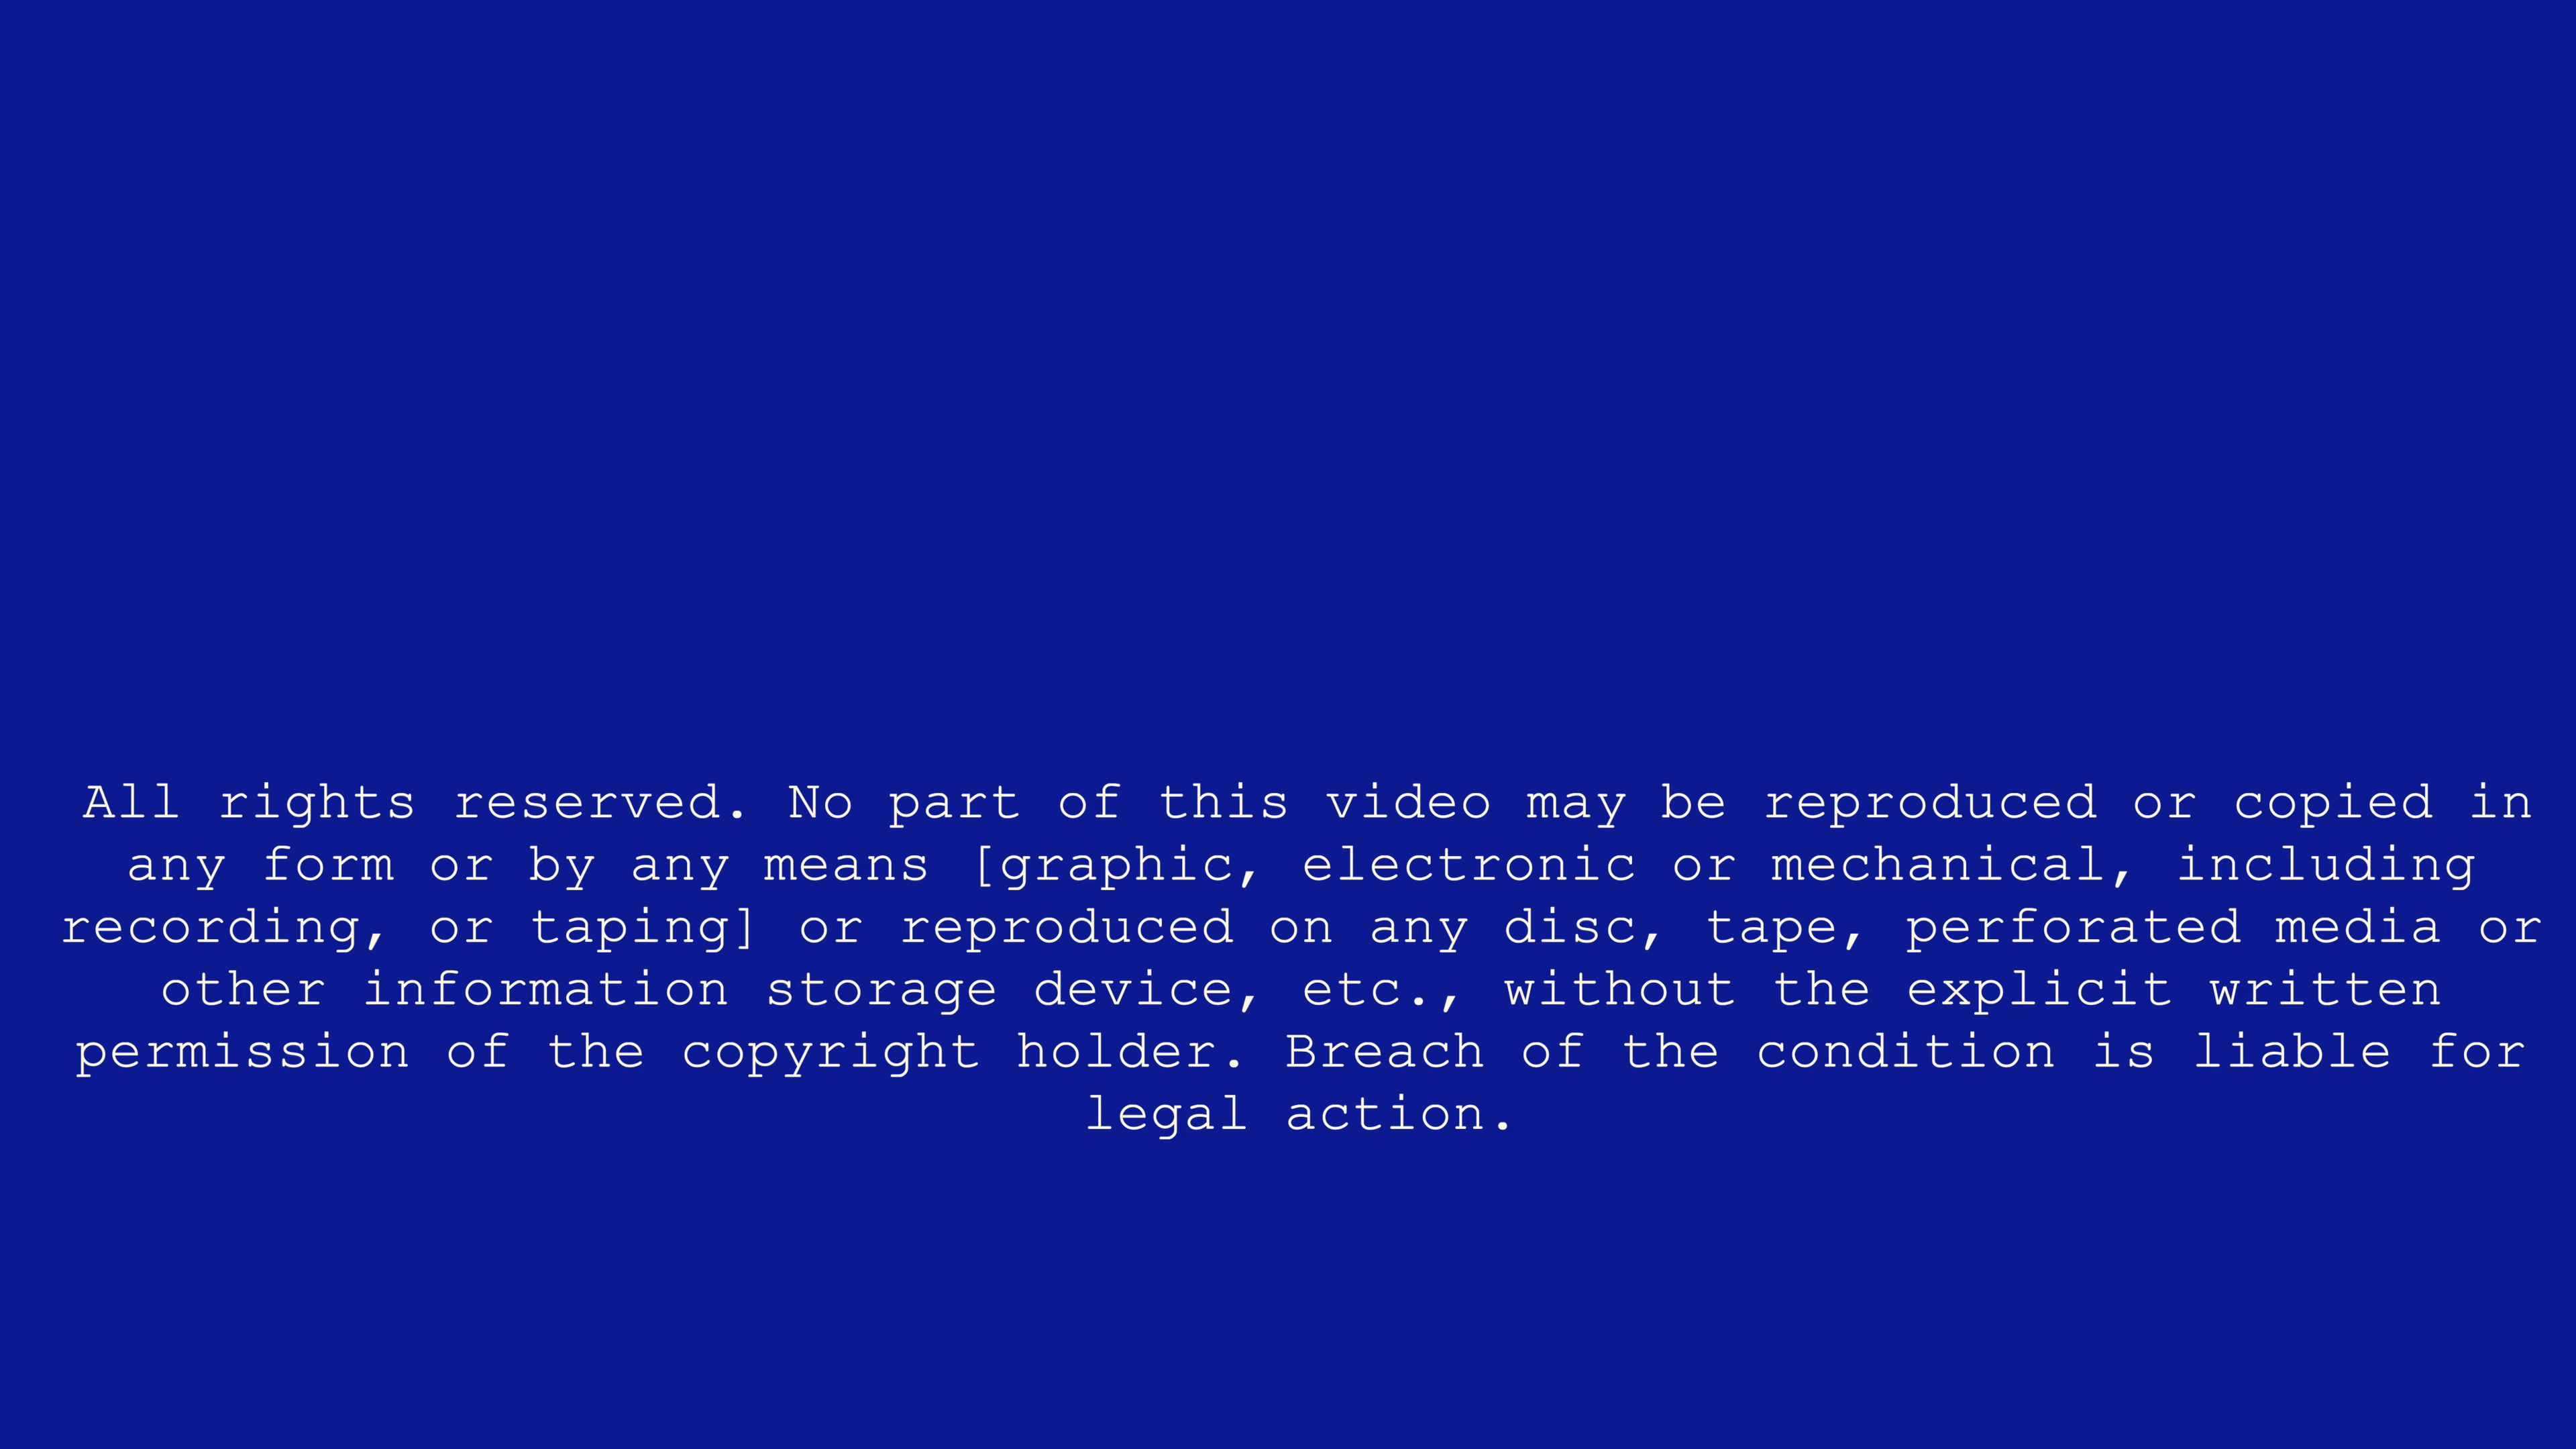 All rights reserved. No part of this video may be reproduced or copied in
any form or by any means [graphic, electronic or mechanical, including
recording, or taping] or reproduced on any disc, tape, perforated media or
other information storage device, etc., without the explicit written
permission of the copyright holder. Breach of the condition is liable for
legal action.